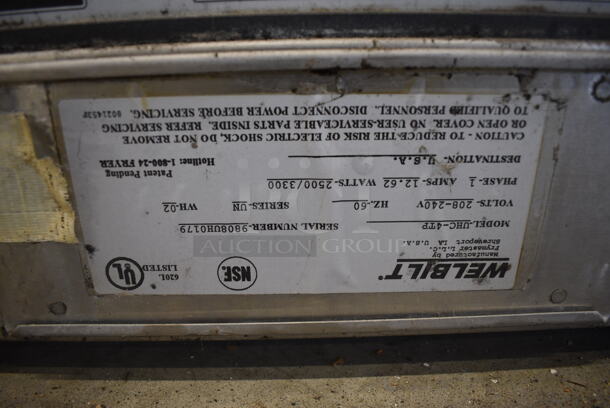 WELBILT
Manufactured by
Frymaster L.L.C.
Shreveport LA U.S.A.
NSF
UL
620L
LISTED
MODEL-UHC-4TP
SERIAL NUMBER-9808UH0179
VOLTS-208-240V HZ.-60 SERIES-UN WH-02
PHASE-1 AMPS-12.62 WATTS-2500/3300
DESTINATION-U.S.A.
Patent Pending
Hotline: 1-800-24 FRYER
CAUTION - TO REDUCE THE RISK OF ELECTRIC SHOCK, DO NOT REMOVE
OR OPEN COVER. NO USER-SERVICEABLE PARTS INSIDE. REFER SERVICING
TO QUALIFIED PERSONNEL. DISCONNECT POWER BEFORE SERVICING.
8021453F
AUCTION GROUP